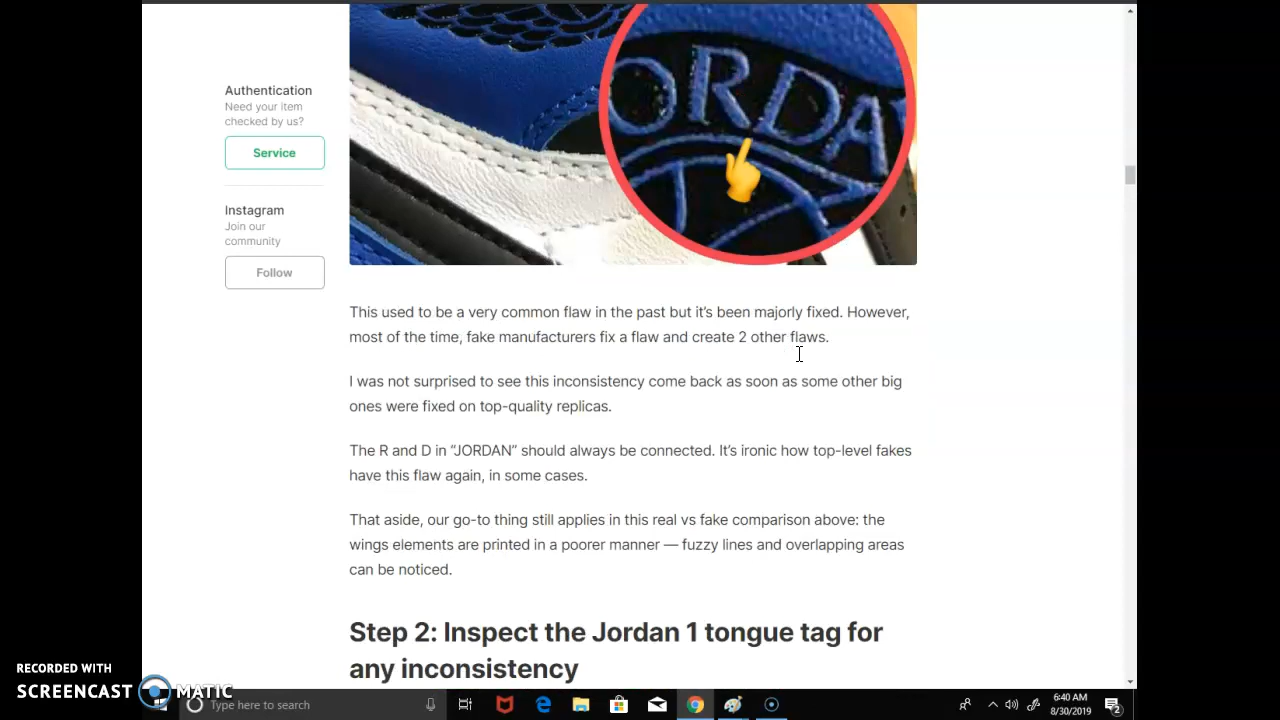 ORDA
Authentication
Need your item
checked by us?
Service
Instagram
Join our
community
Follow
This used to be a very common flaw in the past but it’s been majorly fixed. However,
most of the time, fake manufacturers fix a flaw and create 2 other flaws.
I was not surprised to see this inconsistency come back as soon as some other big
ones were fixed on top-quality replicas.
The R and D in “JORDAN” should always be connected. It’s ironic how top-level fakes
have this flaw again, in some cases.
That aside, our go-to thing still applies in this real vs fake comparison above: the
wings elements are printed in a poorer manner — fuzzy lines and overlapping areas
can be noticed.
Step 2: Inspect the Jordan 1 tongue tag for
any inconsistency
RECORDED WITH
SCREENCAST MATIC
Type here to search
6:40 AM
8/30/2019
2